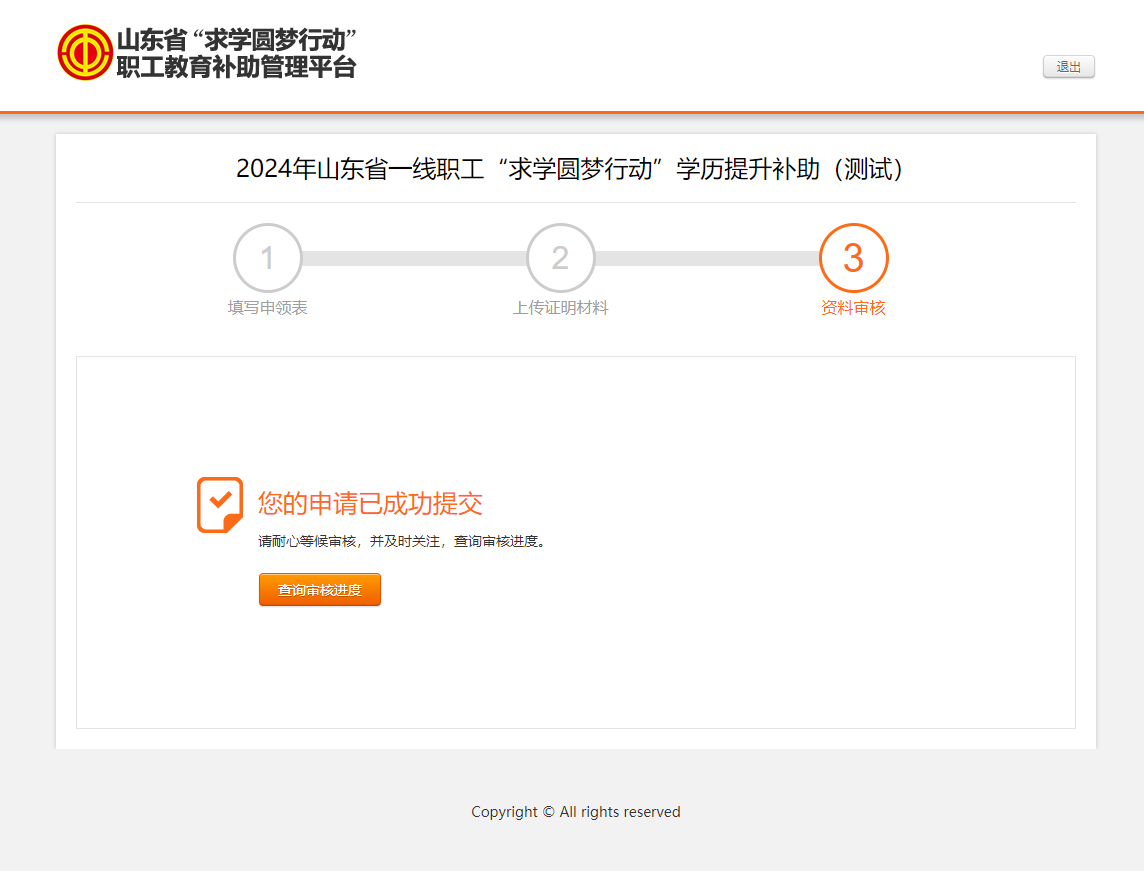 山东省“求学圆梦行动”
职工教育补助管理平台
退出
2024年山东省一线职工“求学圆梦行动”学历提升补助（测试）
1
2
3
填写申领表
上传证明材料
资料审核
您的申请已成功提交
请耐心等候审核，并及时关注，查询审核进度。
查询审核进度
Copyright © All rights reserved